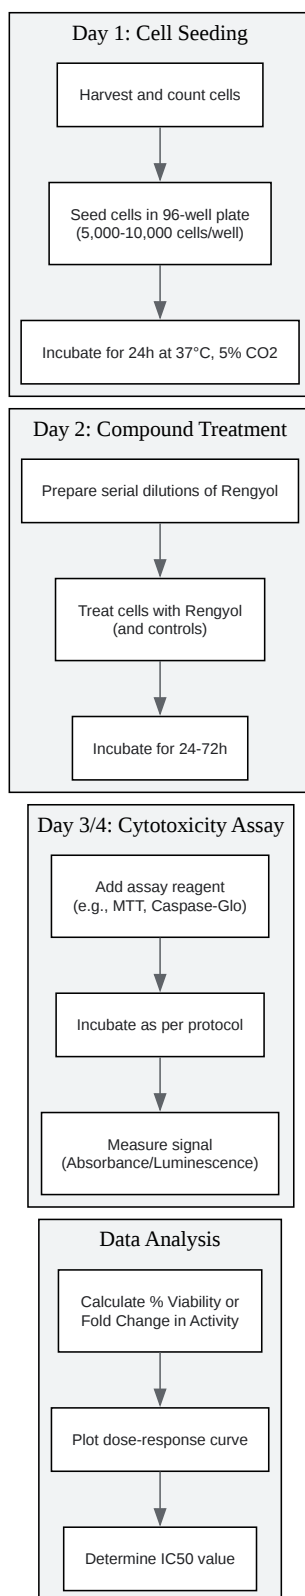 Day 1: Cell Seeding
Harvest and count cells
Seed cells in 96-well plate
(5,000-10,000 cells/well)
Incubate for 24h at 37°C, 5% CO2
Day 2: Compound Treatment
Prepare serial dilutions of Rengyol
Treat cells with Rengyol
(and controls)
Incubate for 24-72h
Day 3/4: Cytotoxicity Assay
Add assay reagent
(e.g., MTT, Caspase-Glo)
Incubate as per protocol
Measure signal
(Absorbance/Luminescence)
Data Analysis
Calculate % Viability or
Fold Change in Activity
Plot dose-response curve
Determine IC50 value